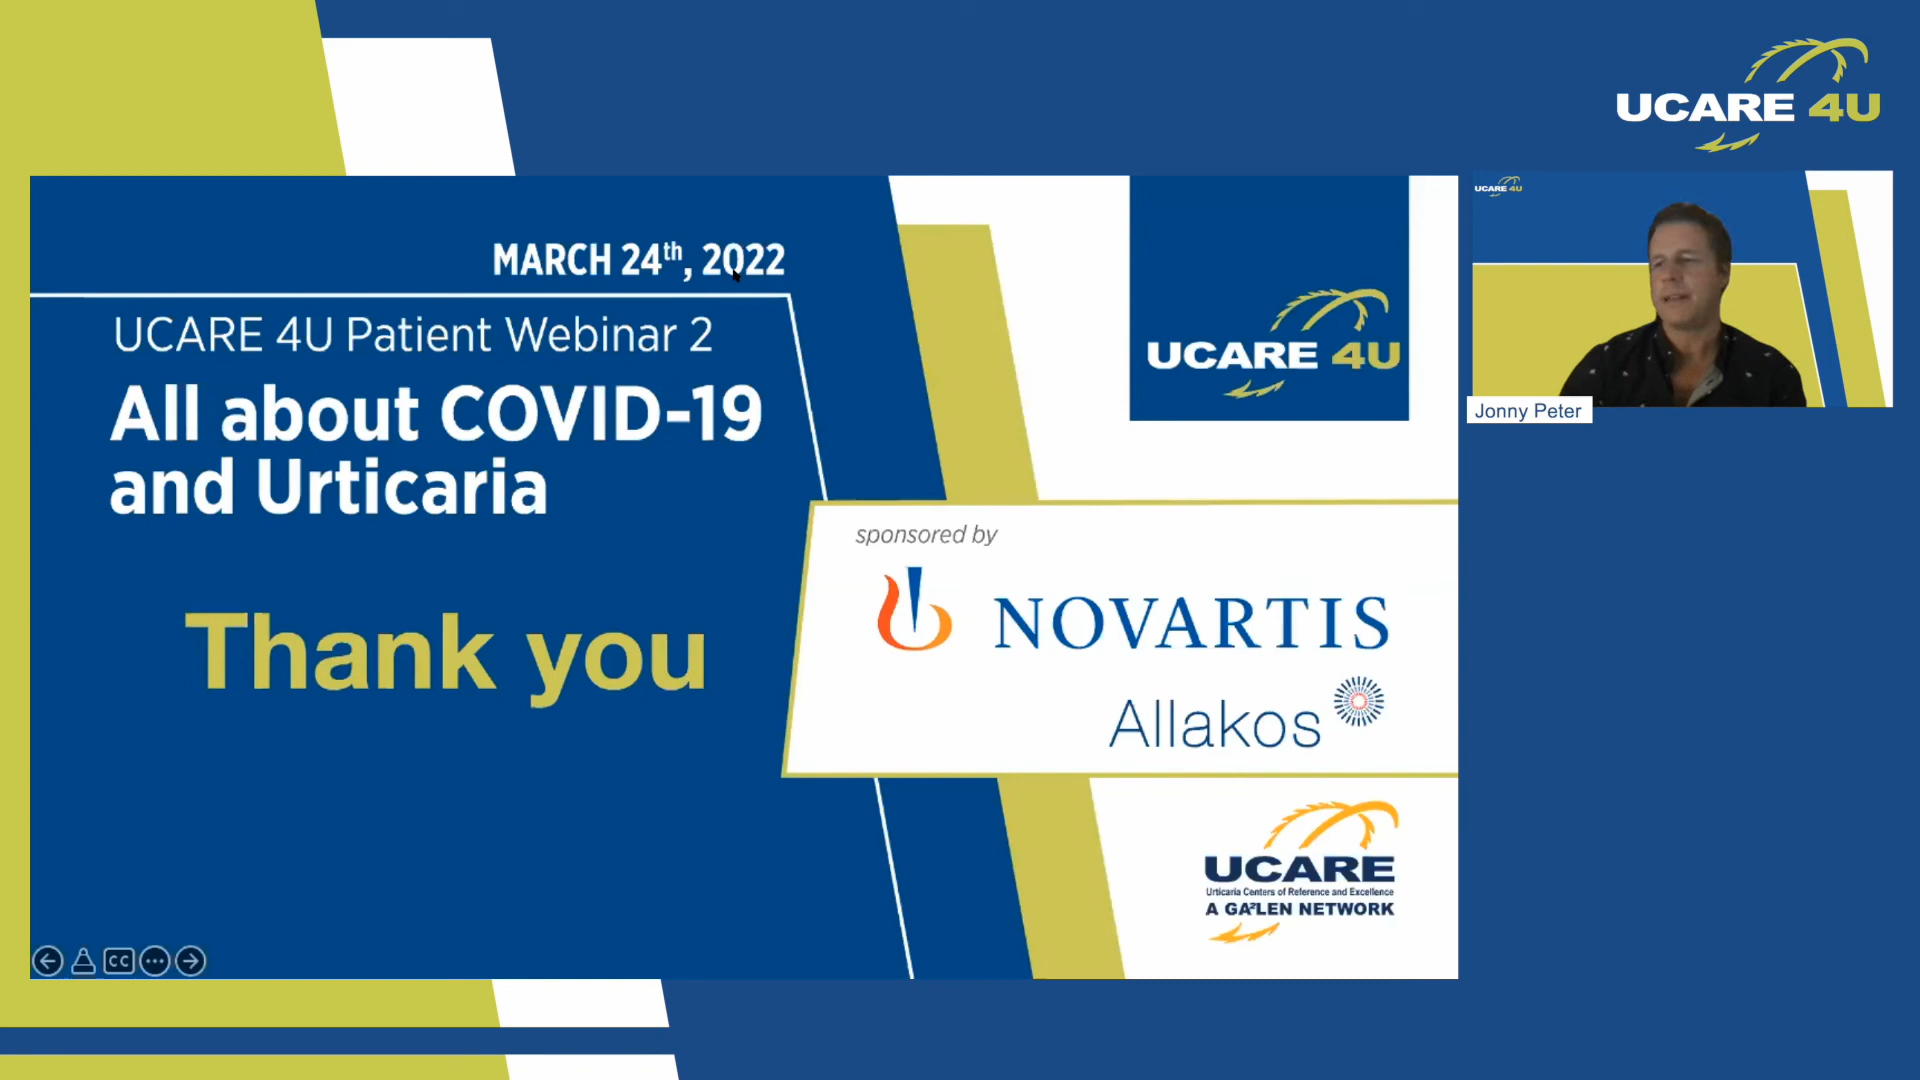 UCARE 4U
MARCH 24th, 2022
UCARE 4U Patient Webinar 2
All about COVID-19
and Urticaria
Thank you
UCARE 4U
sponsored by
NOVARTIS
Allakos
UCARE
Urticaria Centers of Reference and Excellence
A GA²LEN NETWORK
CC
UCARE 4U
Jonny Peter